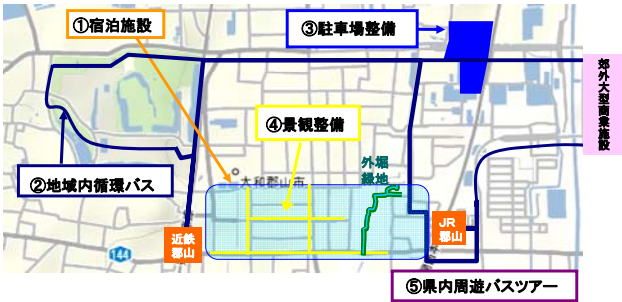 ①宿泊施設
③駐車場整備
郊外大型商業施設
④景観整備
外堀
緑地
②地域内循環バス
大和郡山市
近鉄
郡山
JR
郡山
144
⑤県内周遊バスツアー